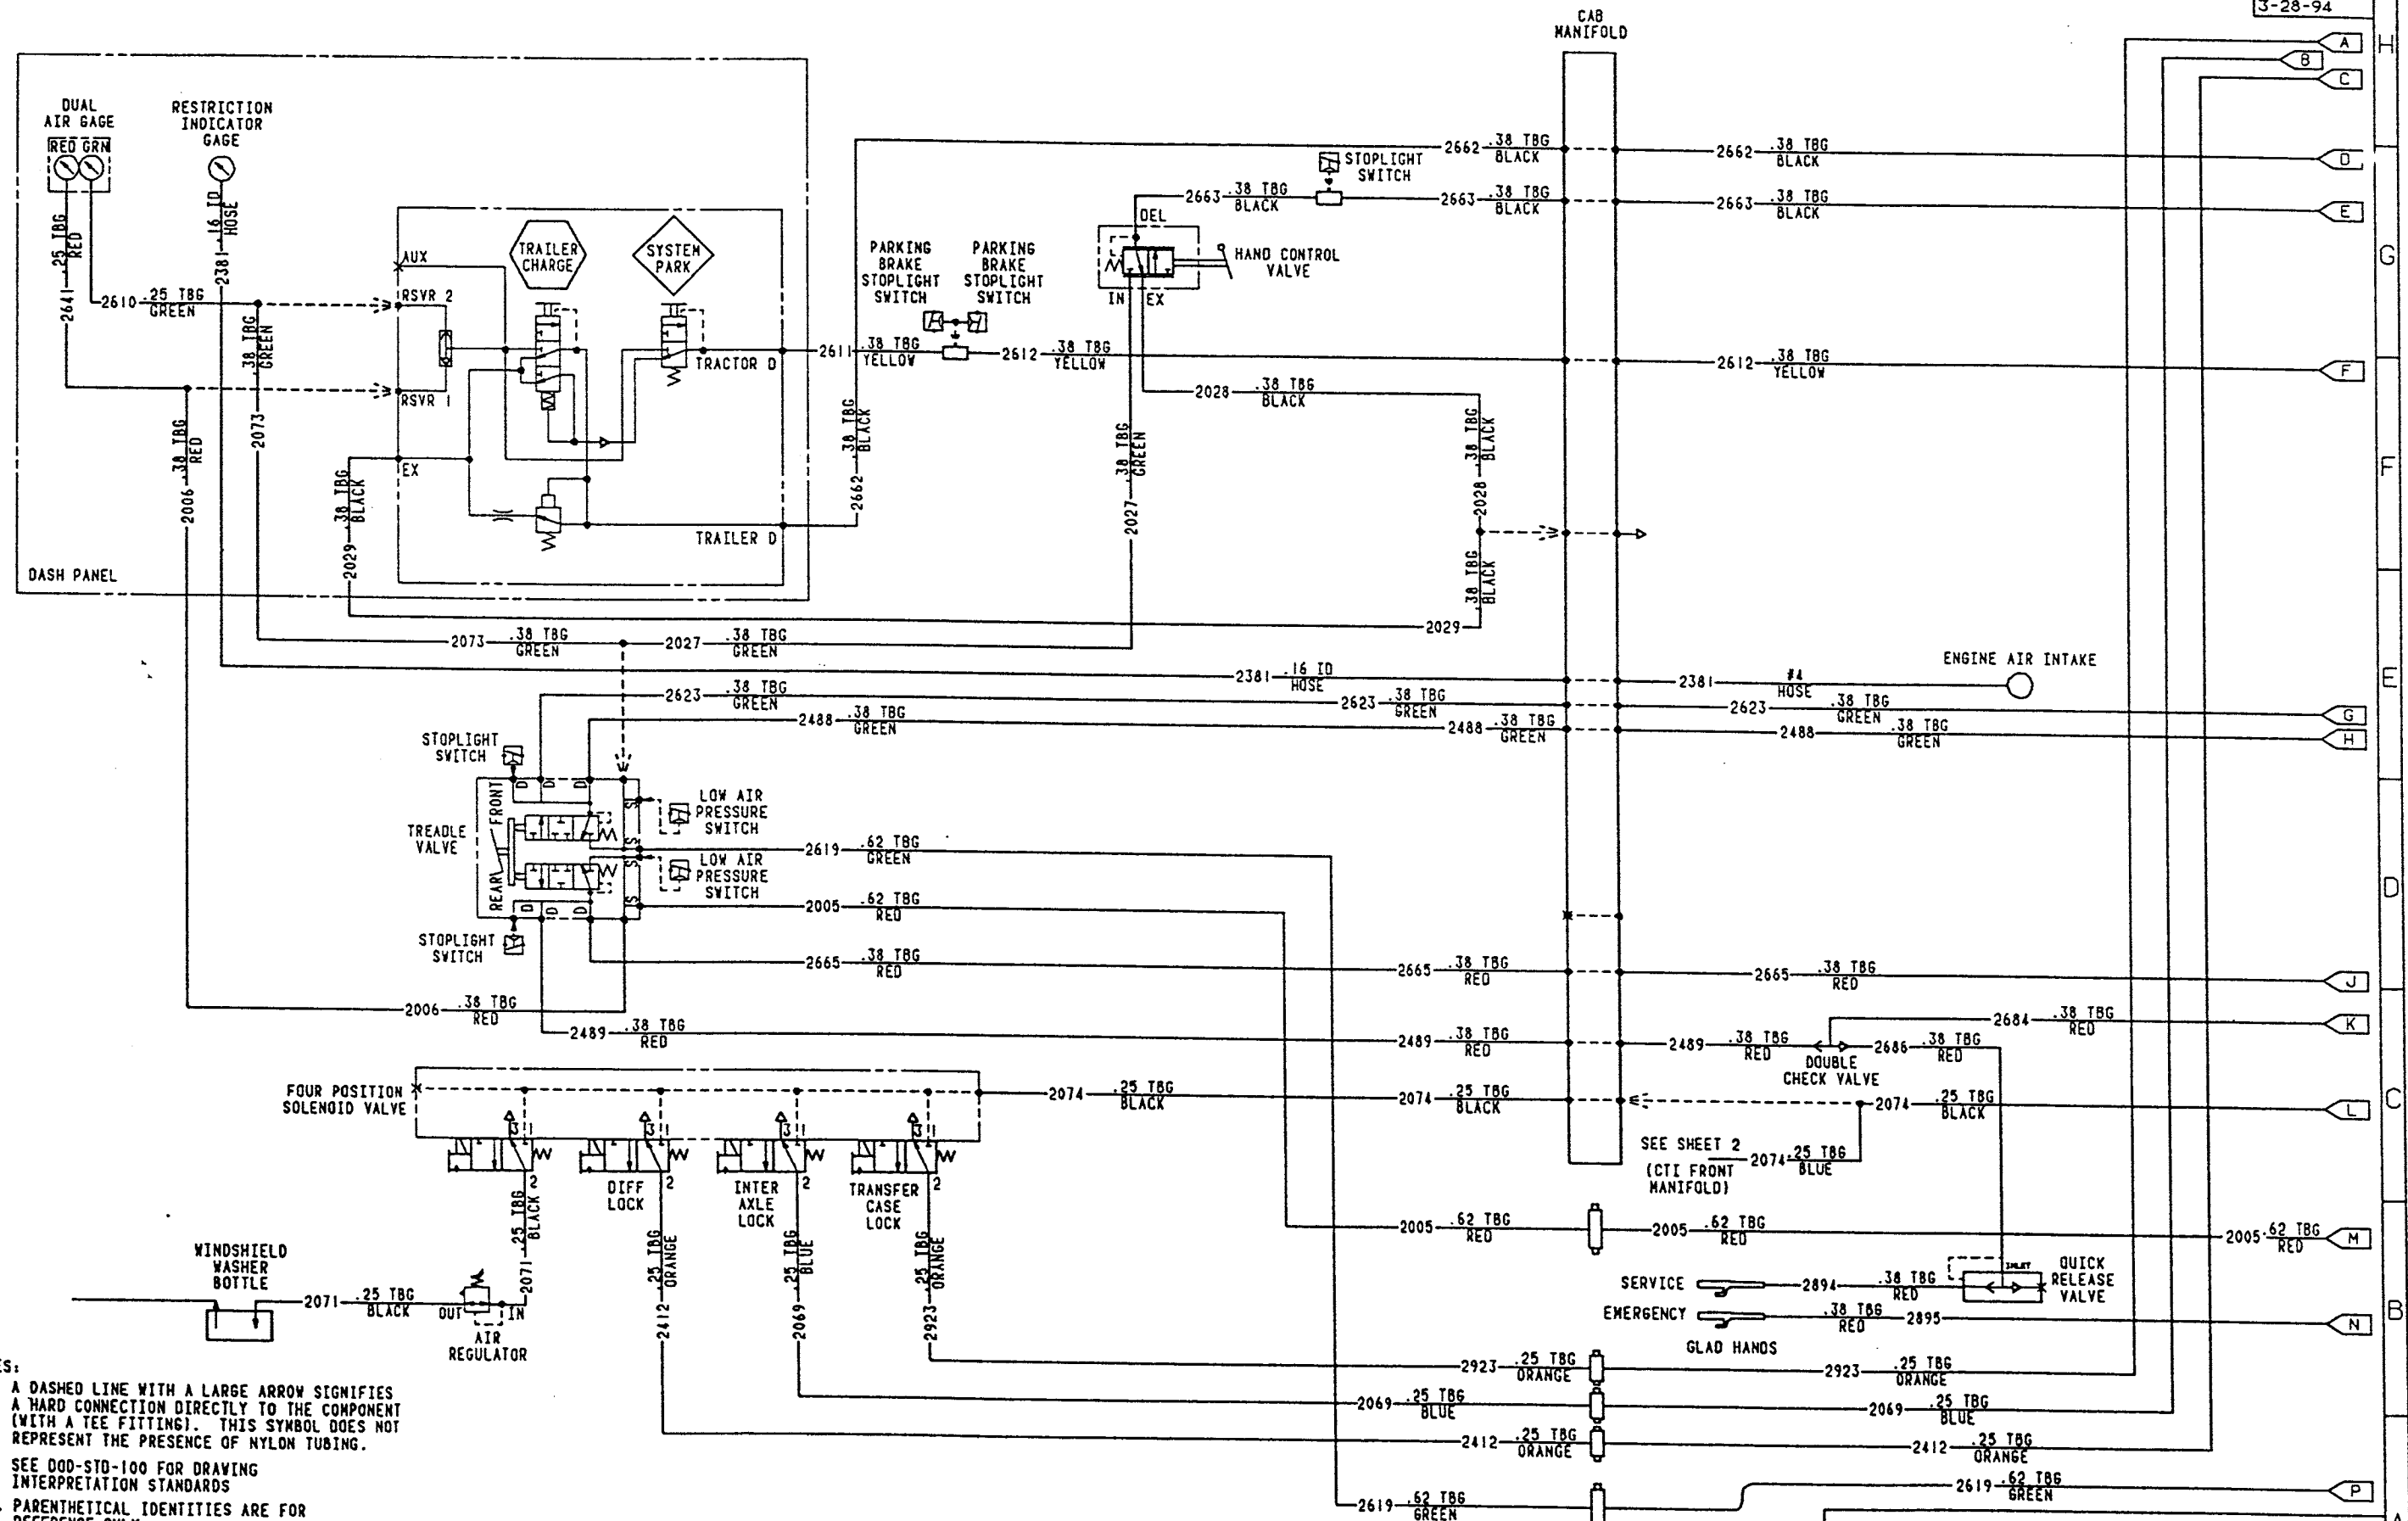 3-28-94
CAB
MANIFOLD
H
A
B
C
DUAL
AIR GAGE
RED GRN
RESTRICTION
INDICATOR
GAGE
2662 .38 TBG
BLACK
2662 .38 TBG
BLACK
D
STOPLIGHT
SWITCH
2663 .38 TBG
BLACK
2663 .38 TBG
BLACK
2663 .38 TBG
BLACK
E
DEL
HAND CONTROL
VALVE
IN EX
G
2641 .25 TBG
RED
2381 .16 ID
HOSE
2610 .25 TBG
GREEN
2073 .38 TBG
GREEN
AUX
RSVR 2
RSVR 1
EX
TRAILER
CHARGE
SYSTEM
PARK
TRACTOR D
TRAILER D
PARKING
BRAKE
STOPLIGHT
SWITCH
PARKING
BRAKE
STOPLIGHT
SWITCH
2611 .38 TBG
YELLOW
2612 .38 TBG
YELLOW
2612 .38 TBG
YELLOW
F
2028 .38 TBG
BLACK
2006 .38 TBG
RED
2029 .38 TBG
BLACK
2662 .38 TBG
BLACK
2027 .38 TBG
GREEN
2028 .38 TBG
BLACK
.38 TBG
BLACK
F
DASH PANEL
2029
2073 .38 TBG
GREEN
2027 .38 TBG
GREEN
ENGINE AIR INTAKE
2381 .16 ID
HOSE
2381 #4
HOSE
E
2623 .38 TBG
GREEN
2623 .38 TBG
GREEN
2623 .38 TBG
GREEN
G
2488 .38 TBG
GREEN
2488 .38 TBG
GREEN
2488 .38 TBG
GREEN
H
STOPLIGHT
SWITCH
D D D
S
S
S
S
D D D
FRONT
REAR
TREADLE
VALVE
LOW AIR
PRESSURE
SWITCH
LOW AIR
PRESSURE
SWITCH
STOPLIGHT
SWITCH
2619 .62 TBG
GREEN
2005 .62 TBG
RED
D
2665 .38 TBG
RED
2665 .38 TBG
RED
2665 .38 TBG
RED
J
2006 .38 TBG
RED
2684 .38 TBG
RED
K
2489 .38 TBG
RED
2489 .38 TBG
RED
2489 .38 TBG
RED
2686 .38 TBG
RED
DOUBLE
CHECK VALVE
FOUR POSITION
SOLENOID VALVE
2074 .25 TBG
BLACK
2074 .25 TBG
BLACK
2074 .25 TBG
BLACK
L
C
3
3
3
3
2
2
2
2
DIFF
LOCK
INTER
AXLE
LOCK
TRANSFER
CASE
LOCK
SEE SHEET 2
(CTI FRONT
MANIFOLD)
2074 .25 TBG
BLUE
2005 .62 TBG
RED
2005 .62 TBG
RED
2005 .62 TBG
RED
M
2071 .25 TBG
BLACK
2412 .25 TBG
ORANGE
2069 .25 TBG
BLUE
2923 .25 TBG
ORANGE
WINDSHIELD
WASHER
BOTTLE
2071 .25 TBG
BLACK
OUT
IN
AIR
REGULATOR
SERVICE
2894 .38 TBG
RED
INLET
QUICK
RELEASE
VALVE
EMERGENCY
.38 TBG 2895
RED
N
B
GLAD HANDS
2923 .25 TBG
ORANGE
2923 .25 TBG
ORANGE
2069 .25 TBG
BLUE
2069 .25 TBG
BLUE
2412 .25 TBG
ORANGE
2412 .25 TBG
ORANGE
2619 .62 TBG
GREEN
2619 .62 TBG
GREEN
P
ES:
A DASHED LINE WITH A LARGE ARROW SIGNIFIES
A HARD CONNECTION DIRECTLY TO THE COMPONENT
(WITH A TEE FITTING). THIS SYMBOL DOES NOT
REPRESENT THE PRESENCE OF NYLON TUBING.
SEE DOD-STD-100 FOR DRAWING
INTERPRETATION STANDARDS
. PARENTHETICAL IDENTITIES ARE FOR